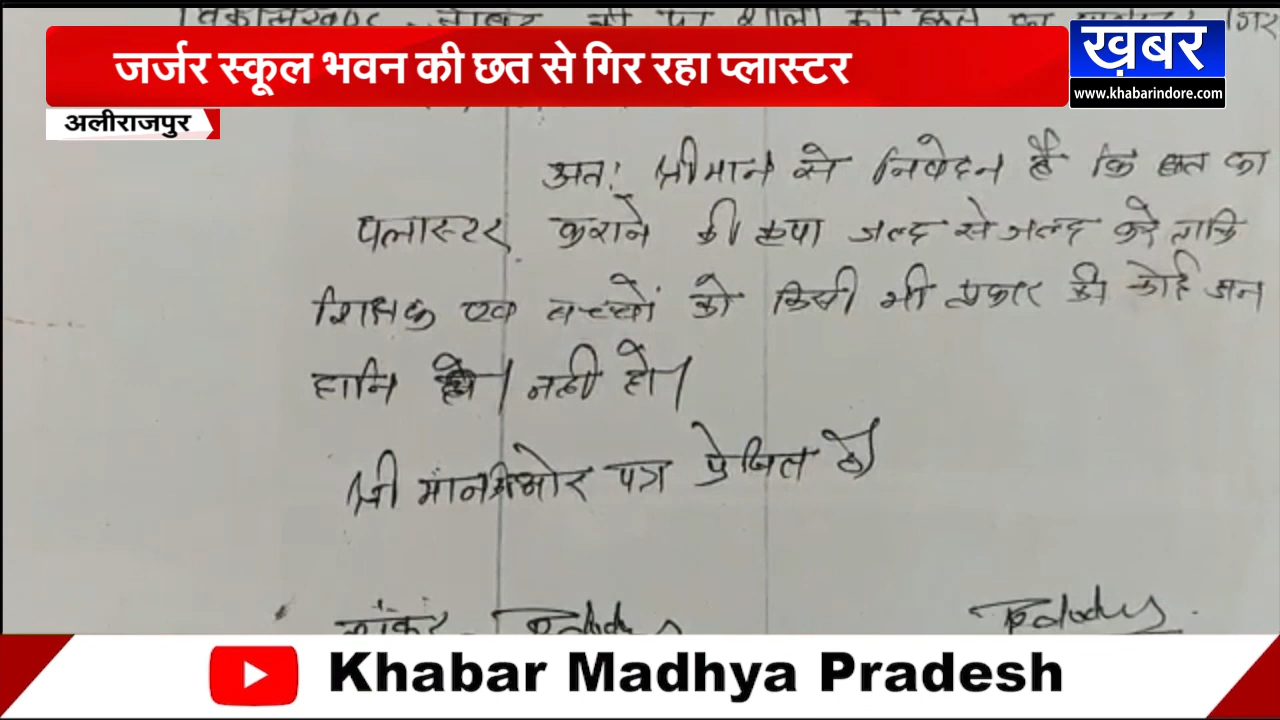 जर्जर स्कूल भवन की छत से गिर रहा प्लास्टर
ख़बर
www.khabarindore.com
अलीराजपुर
अतः श्रीमान से निवेदन है कि छत का
पलास्टर कराने की कृपा जल्द से जल्द करे ताकि
शिक्षक एव बच्चों को किसी भी प्रकार की कोई जन
हानि नही हो।
श्री मान की ओर पत्र प्रेषित है।
Khabar Madhya Pradesh